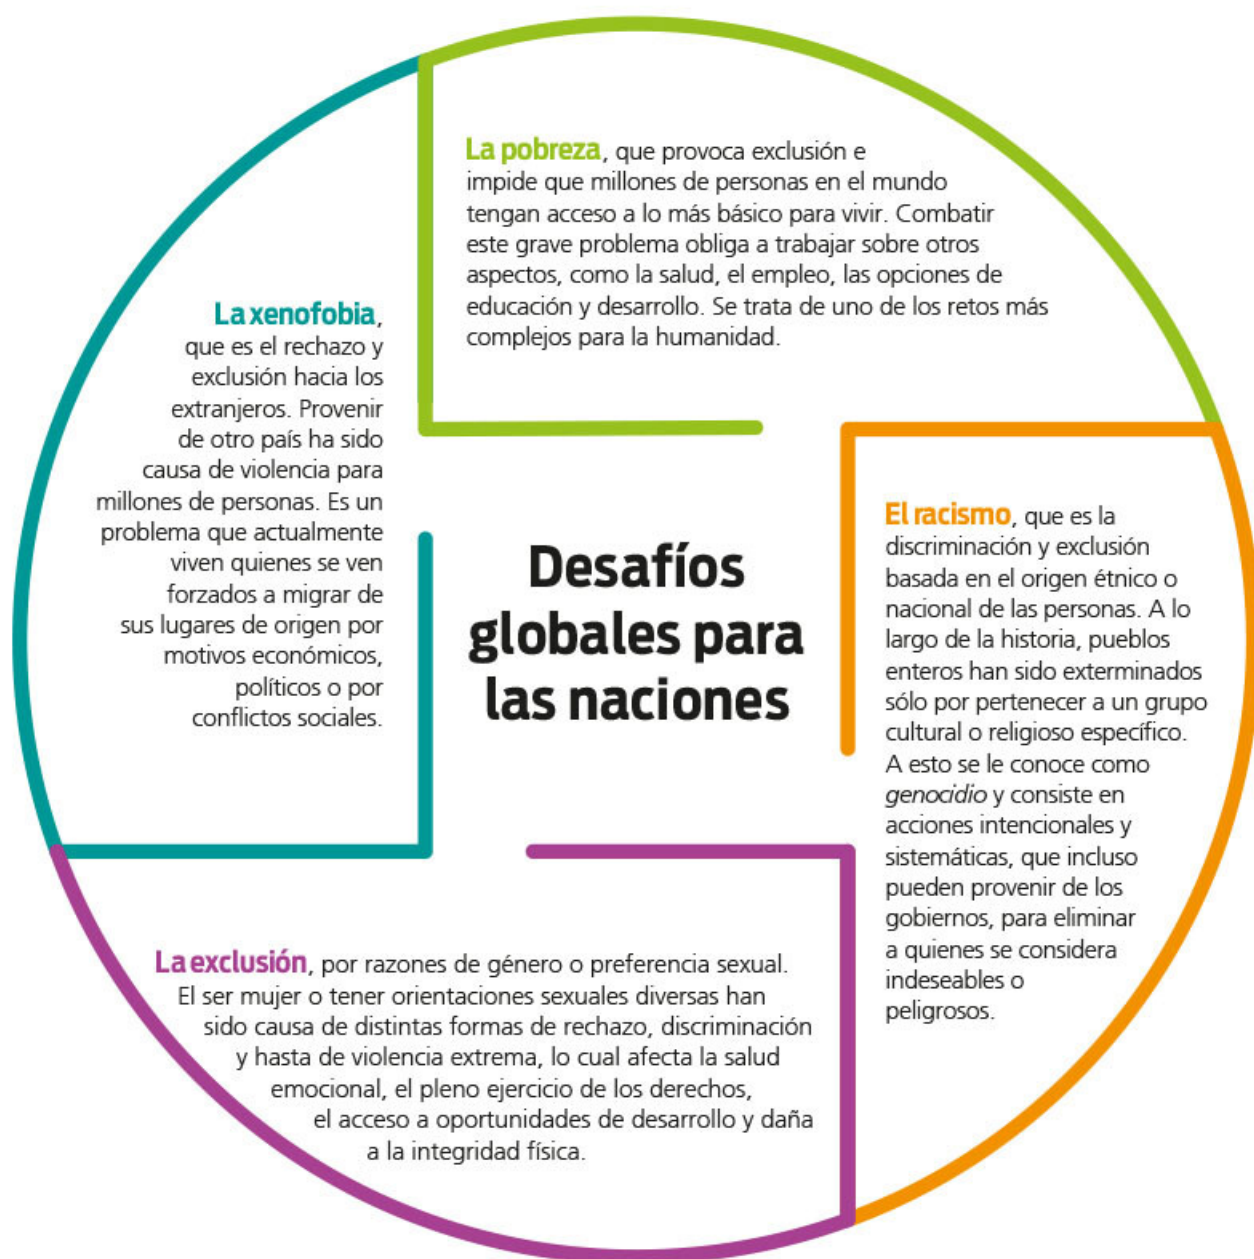 La pobreza, que provoca exclusión e
impide que millones de personas en el mundo
tengan acceso a lo más básico para vivir. Combatir
este grave problema obliga a trabajar sobre otros
aspectos, como la salud, el empleo, las opciones de
educación y desarrollo. Se trata de uno de los retos más
complejos para la humanidad.
La xenofobia,
que es el rechazo y
exclusión hacia los
extranjeros. Provenir
de otro país ha sido
causa de violencia para
millones de personas. Es un
problema que actualmente
viven quienes se ven
forzados a migrar de
sus lugares de origen por
motivos económicos,
políticos o por
conflictos sociales.
Desafíos
globales para
las naciones
El racismo, que es la
discriminación y exclusión
basada en el origen étnico o
nacional de las personas. A lo
largo de la historia, pueblos
enteros han sido exterminados
sólo por pertenecer a un grupo
cultural o religioso específico.
A esto se le conoce como
genocidio y consiste en
acciones intencionales y
sistemáticas, que incluso
pueden provenir de los
gobiernos, para eliminar
a quienes se considera
indeseables o
peligrosos.
La exclusión, por razones de género o preferencia sexual.
El ser mujer o tener orientaciones sexuales diversas han
sido causa de distintas formas de rechazo, discriminación
y hasta de violencia extrema, lo cual afecta la salud
emocional, el pleno ejercicio de los derechos,
el acceso a oportunidades de desarrollo y daña
a la integridad física.